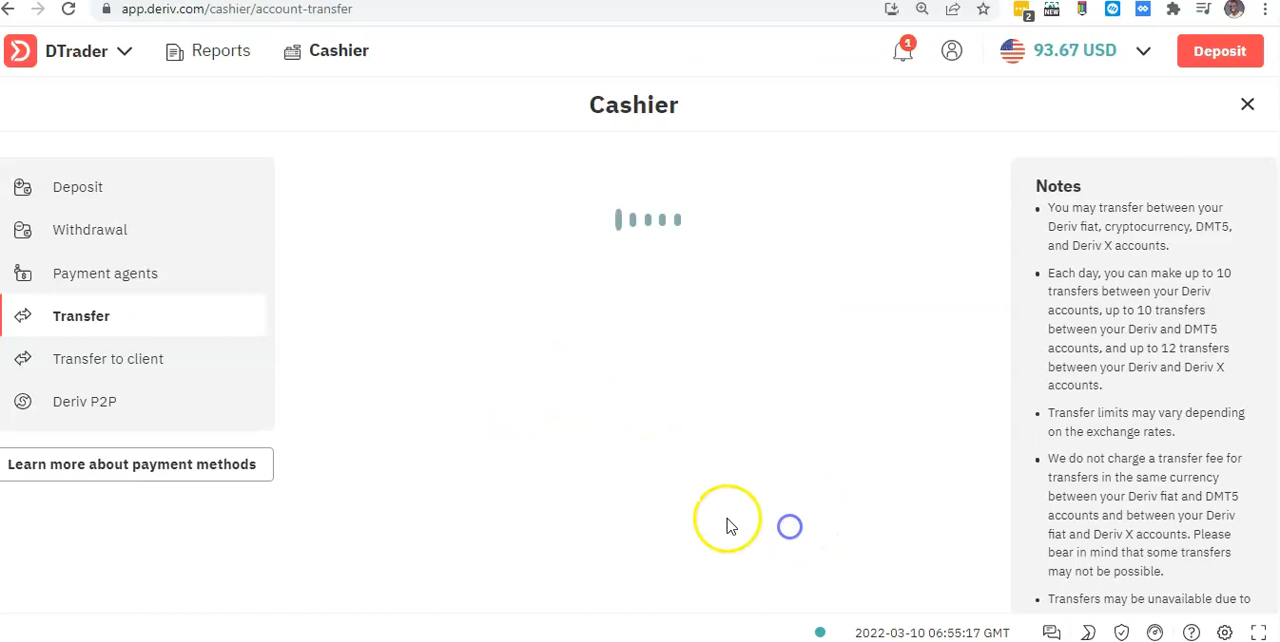 app.deriv.com/cashier/account-transfer
2
NEW
DTrader
Reports
Cashier
1
93.67 USD
Deposit
Cashier
Deposit
Withdrawal
Payment agents
Transfer
Transfer to client
Deriv P2P
Learn more about payment methods
Notes
You may transfer between your
Deriv fiat, cryptocurrency, DMT5,
and Deriv X accounts.
Each day, you can make up to 10
transfers between your Deriv
accounts, up to 10 transfers
between your Deriv and DMT5
accounts, and up to 12 transfers
between your Deriv and Deriv X
accounts.
Transfer limits may vary depending
on the exchange rates.
We do not charge a transfer fee for
transfers in the same currency
between your Deriv fiat and DMT5
accounts and between your Deriv
fiat and Deriv X accounts. Please
bear in mind that some transfers
may not be possible.
Transfers may be unavailable due to
2022-03-10 06:55:17 GMT